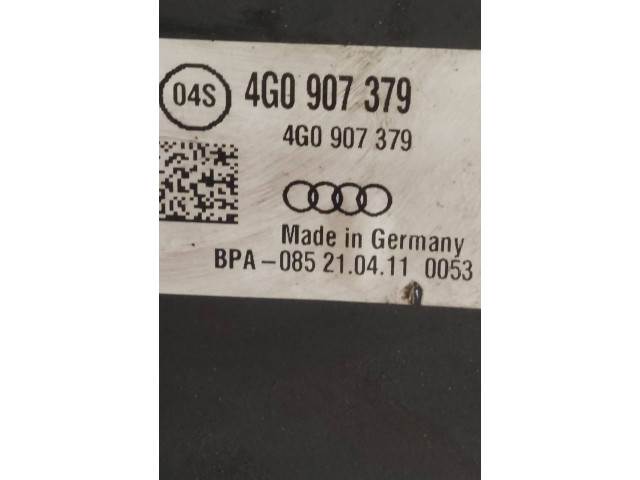 04S 4G0 907 379
4G0 907 379
Made in Germany
BPA-085 21.04.11 0053